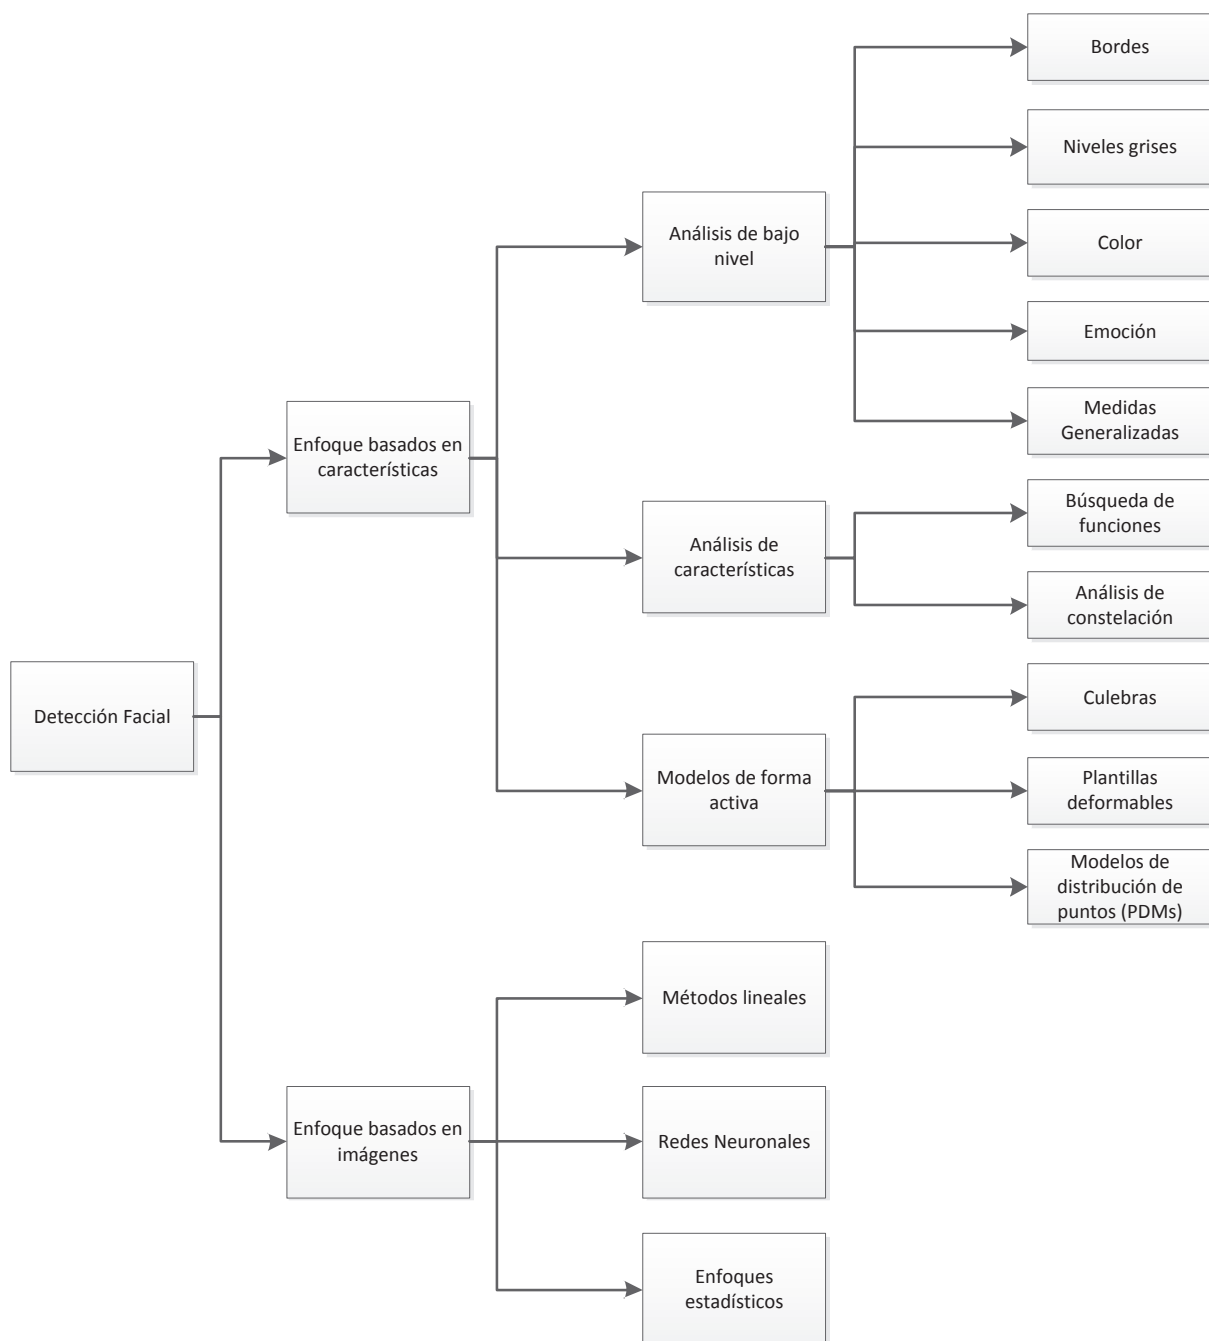 Detección Facial
Enfoque basados en
características
Análisis de bajo
nivel
Bordes
Niveles grises
Color
Emoción
Medidas
Generalizadas
Análisis de
características
Búsqueda de
funciones
Análisis de
constelación
Modelos de forma
activa
Culebras
Plantillas
deformables
Modelos de
distribución de
puntos (PDMs)
Enfoque basados en
imágenes
Métodos lineales
Redes Neuronales
Enfoques
estadísticos